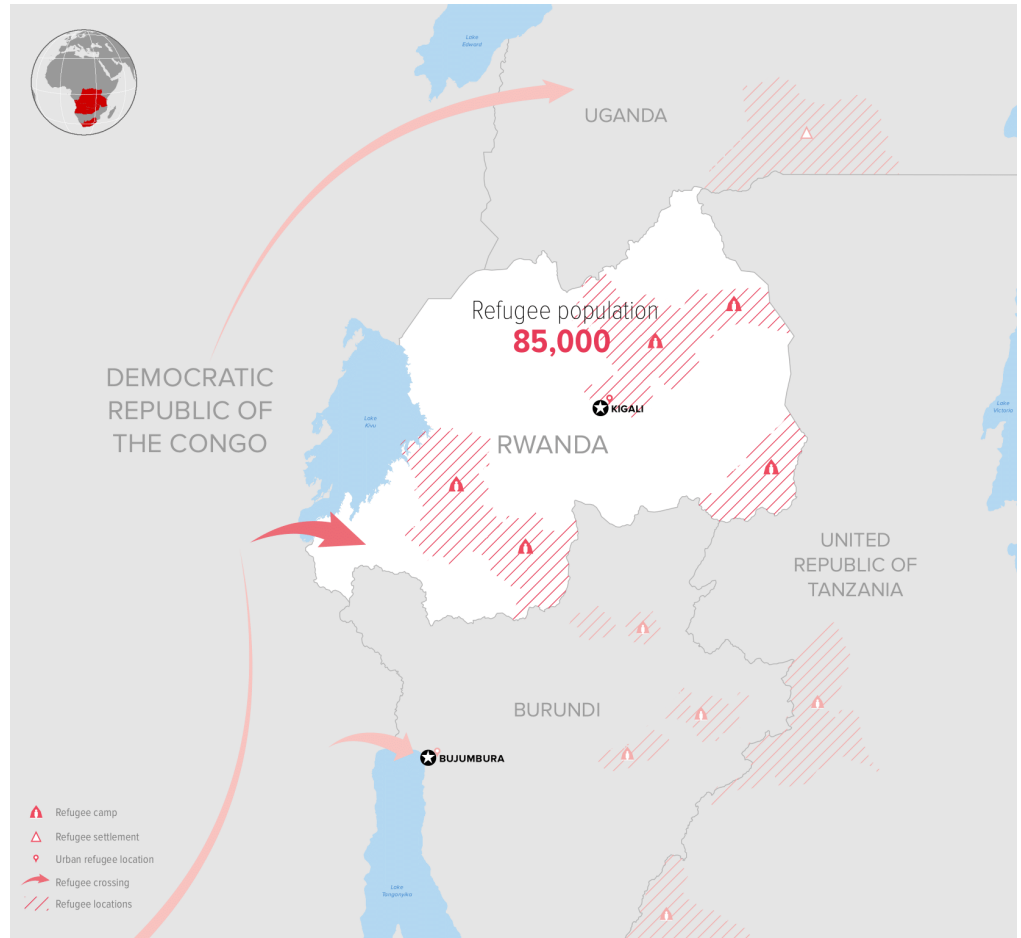 Lake
Edward
UGANDA
Refugee population
85,000
DEMOCRATIC
REPUBLIC OF
THE CONGO
Lake
Kivu
KIGALI
RWANDA
Lake
Victoria
UNITED
REPUBLIC OF
TANZANIA
BURUNDI
BUJUMBURA
Lake
Tanganyika
Refugee camp
Refugee settlement
Urban refugee location
Refugee crossing
Refugee locations